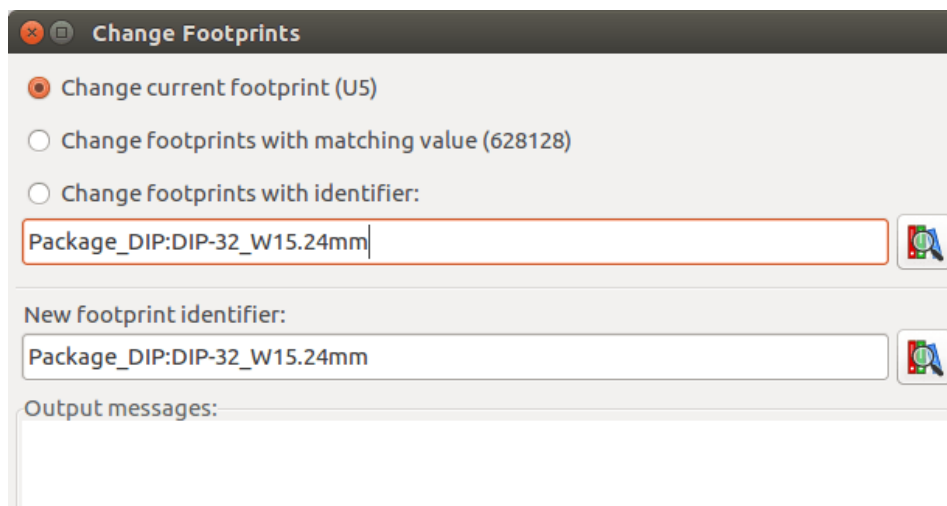 Change Footprints
Change current footprint (U5)
Change footprints with matching value (628128)
Change footprints with identifier:
Package_DIP:DIP-32_W15.24mm
New footprint identifier:
Package_DIP:DIP-32_W15.24mm
Output messages: